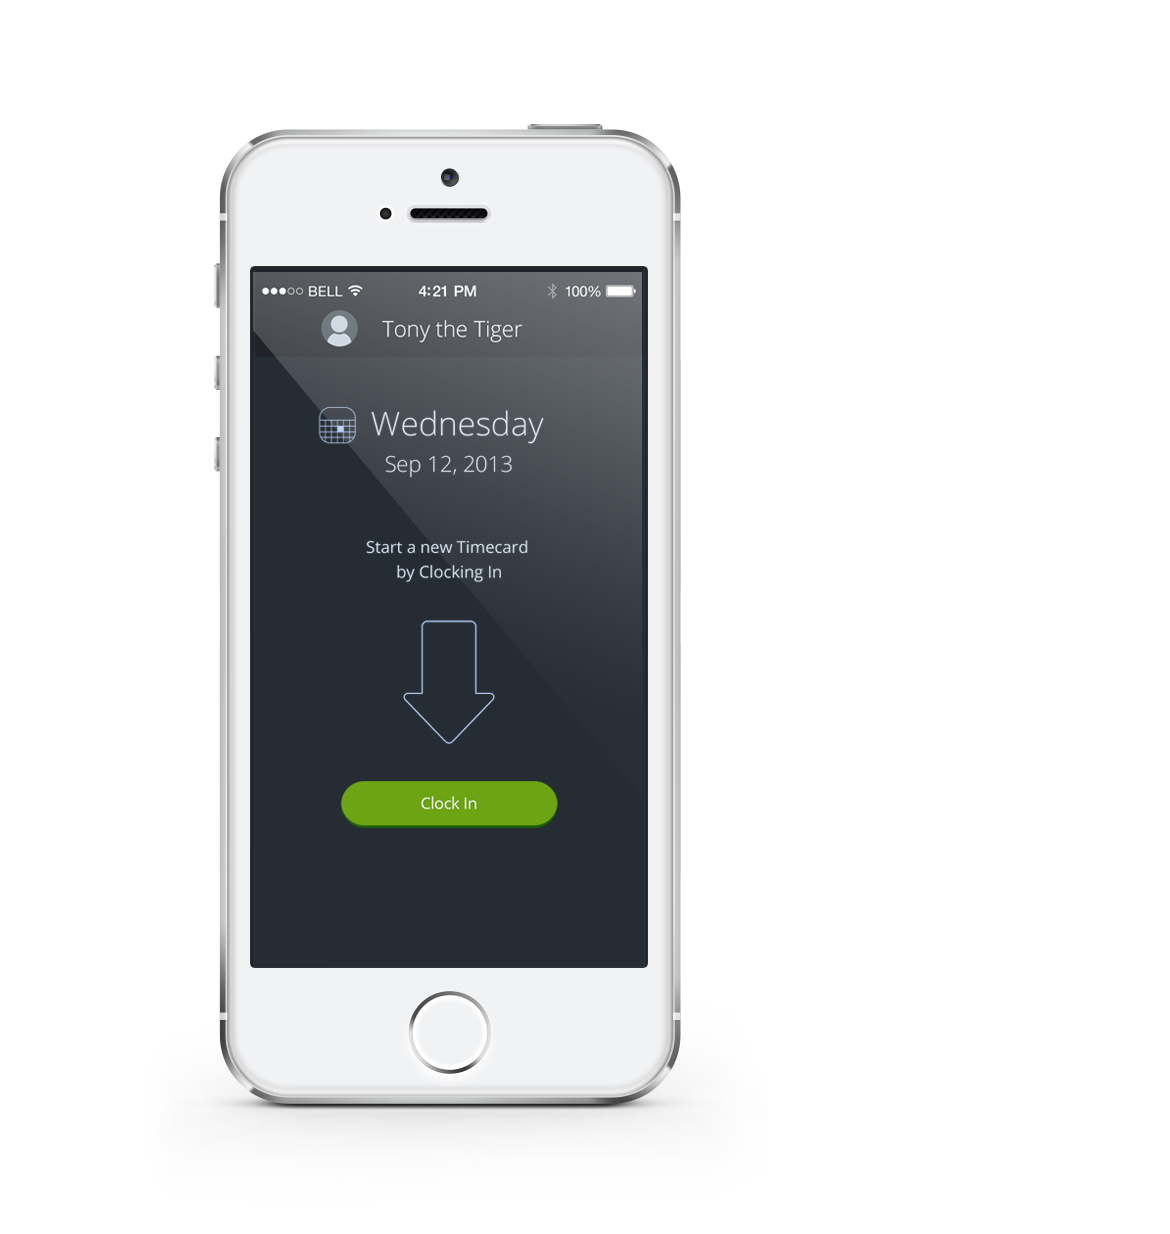 BELL 4:21 PM 100%
Tony the Tiger
Wednesday
Sep 12, 2013
Start a new Timecard
by Clocking In
Clock In